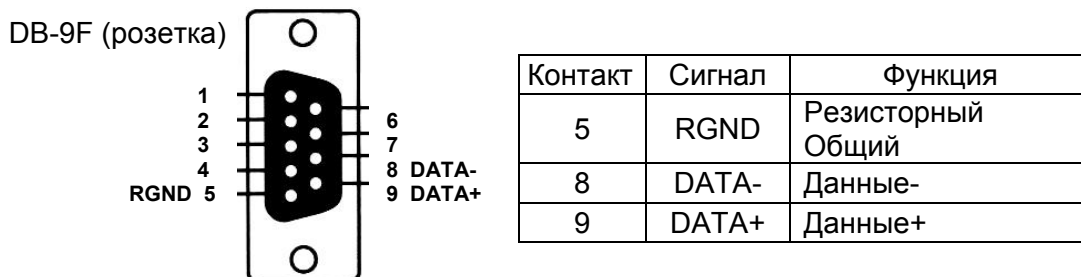 DB-9F (розетка)
1
2
3
4
RGND 5
6
7
8 DATA-
9 DATA+
Контакт Сигнал Функция
5 RGND Резисторный
Общий
8 DATA- Данные-
9 DATA+ Данные+